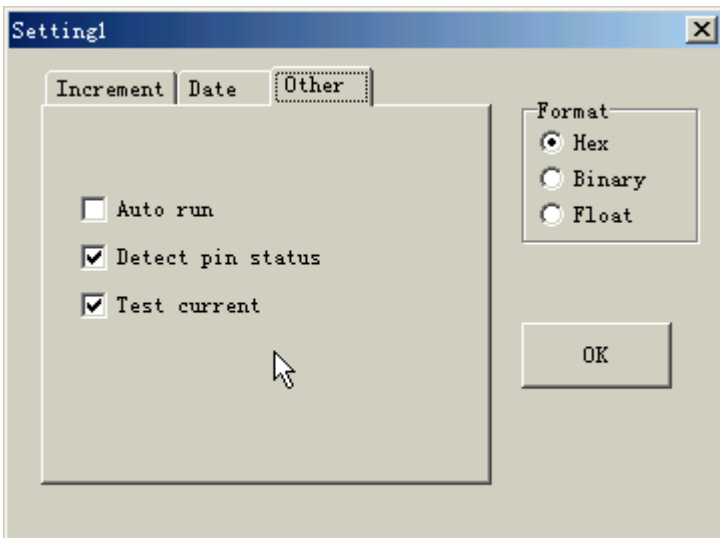 Setting1
Increment Date Other
Format
Hex
Binary
Float
Auto run
Detect pin status
Test current
OK